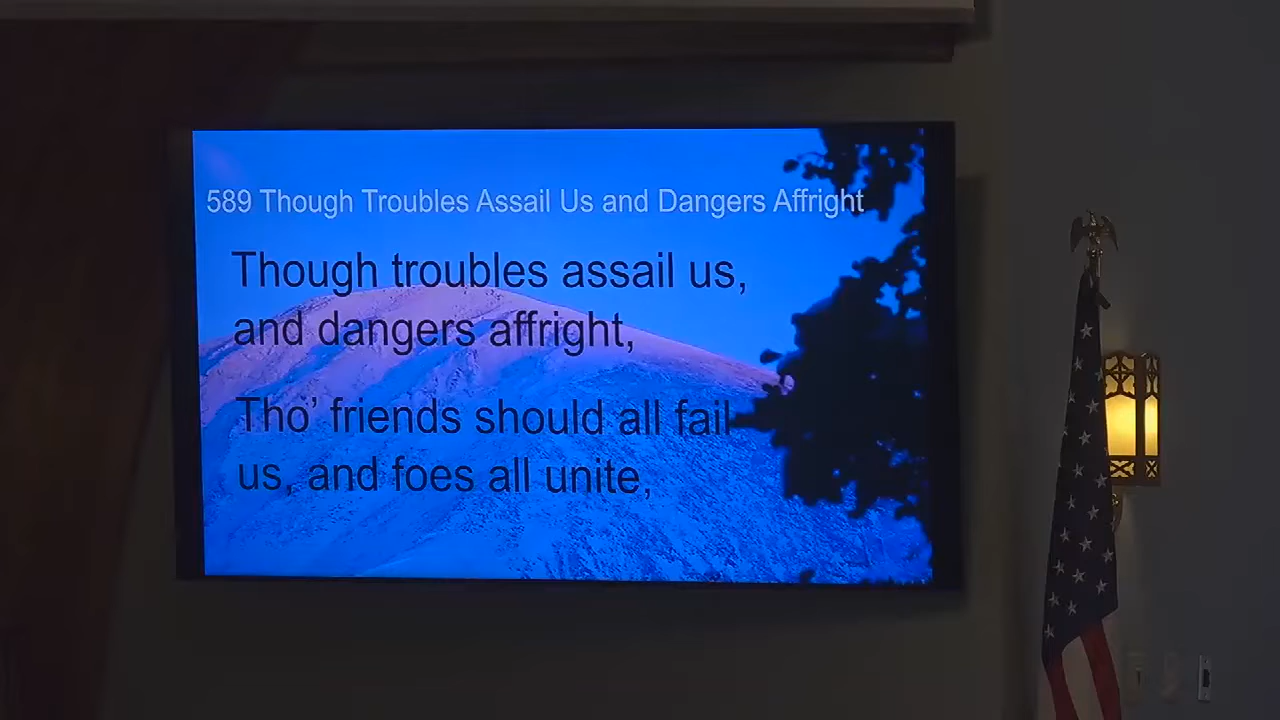 589 Though Troubles Assail Us and Dangers Affright
Though troubles assail us,
and dangers affright,
Tho’ friends should all fail
us, and foes all unite,